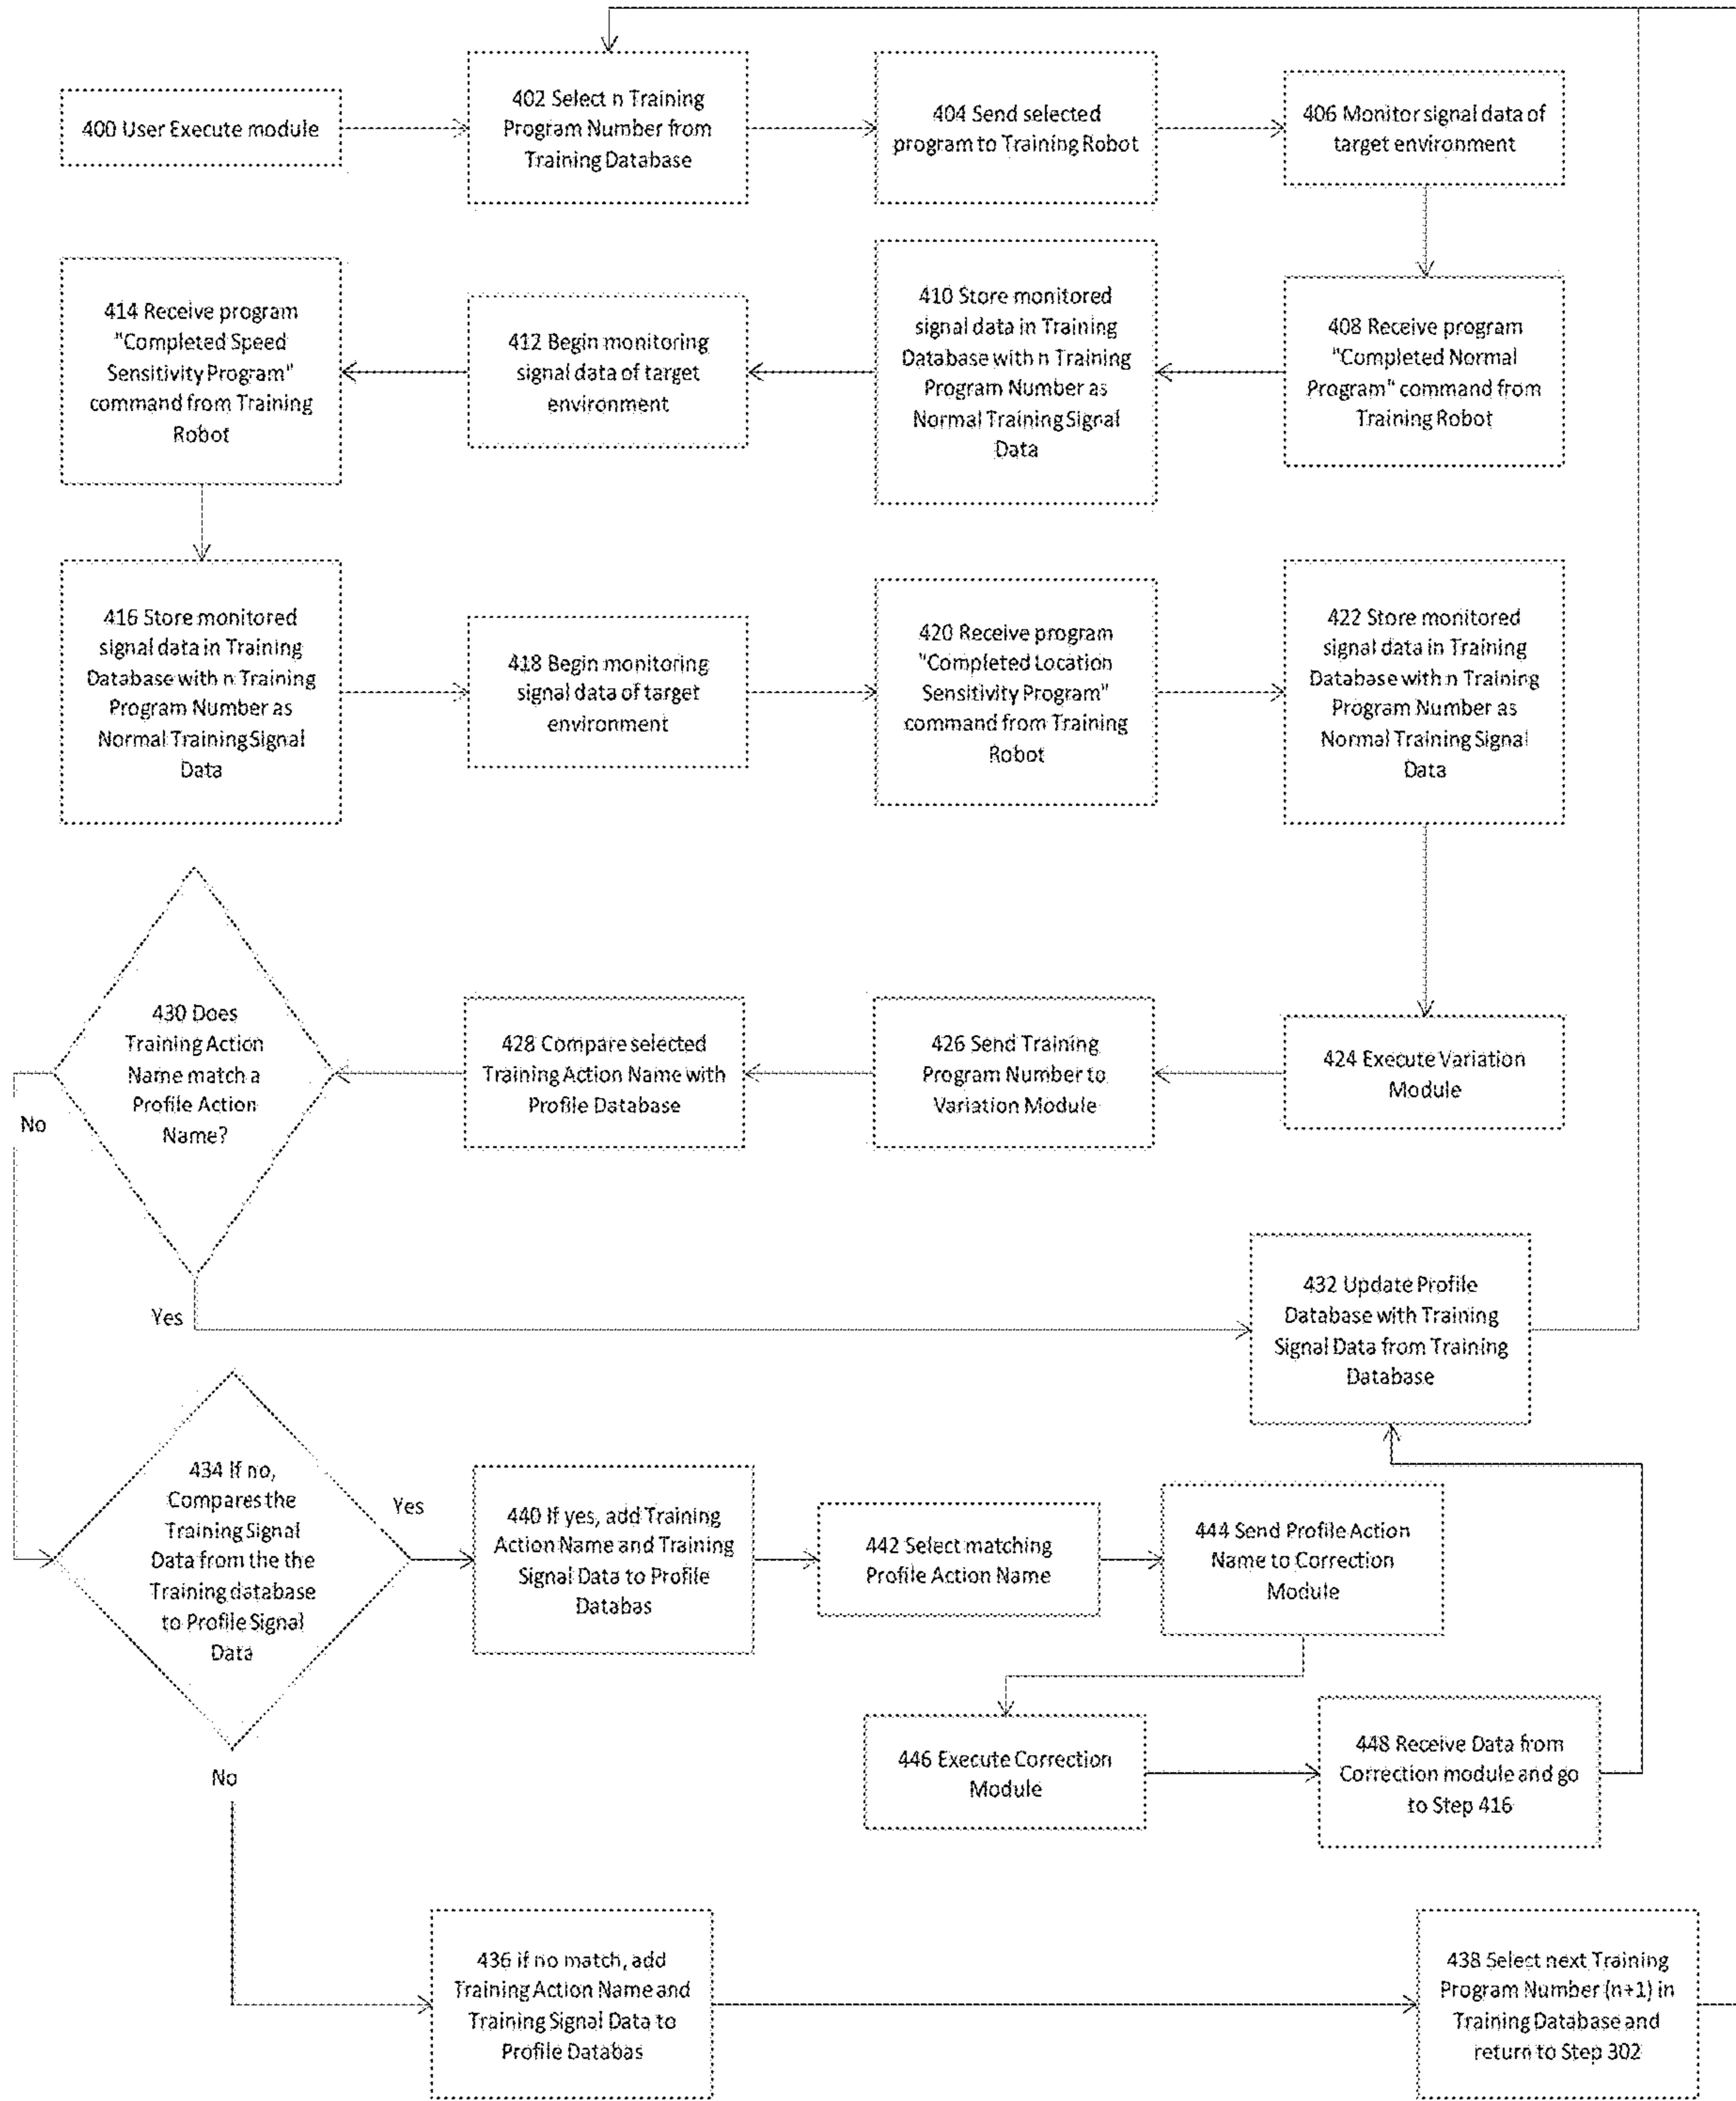 400 User Execute module
402 Select n Training
Program Number from
Training Database
404 Send selected
program to Training Robot
406 Monitor signal data of
target environment
414 Receive program
"Completed Speed
Sensitivity Program"
command from Training
Robot
412 Begin monitoring
signal data of target
environment
410 Store monitored
signal data in Training
Database with n Training
Program Number as
Normal Training Signal
Data
408 Receive program
"Completed Normal
Program" command from
Training Robot
416 Store monitored
signal data in Training
Database with n Training
Program Number as
Normal Training Signal
Data
418 Begin monitoring
signal data of target
environment
420 Receive program
"Completed Location
Sensitivity Program"
command from Training
Robot
422 Store monitored
signal data in Training
Database with n Training
Program Number as
Normal Training Signal
Data
430 Does
Training Action
Name match a
Profile Action
Name?
428 Compare selected
Training Action Name with
Profile Database
426 Send Training
Program Number to
Variation Module
424 Execute Variation
Module
No
Yes
432 Update Profile
Database with Training
Signal Data from Training
Database
434 If no,
Compares the
Training Signal
Data from the the
Training database
to Profile Signal
Data
Yes
440 If yes, add Training
Action Name and Training
Signal Data to Profile
Databas
442 Select matching
Profile Action Name
444 Send Profile Action
Name to Correction
Module
446 Execute Correction
Module
448 Receive Data from
Correction module and go
to Step 416
No
436 if no match, add
Training Action Name and
Training Signal Data to
Profile Databas
438 Select next Training
Program Number (n+1) in
Training Database and
return to Step 302